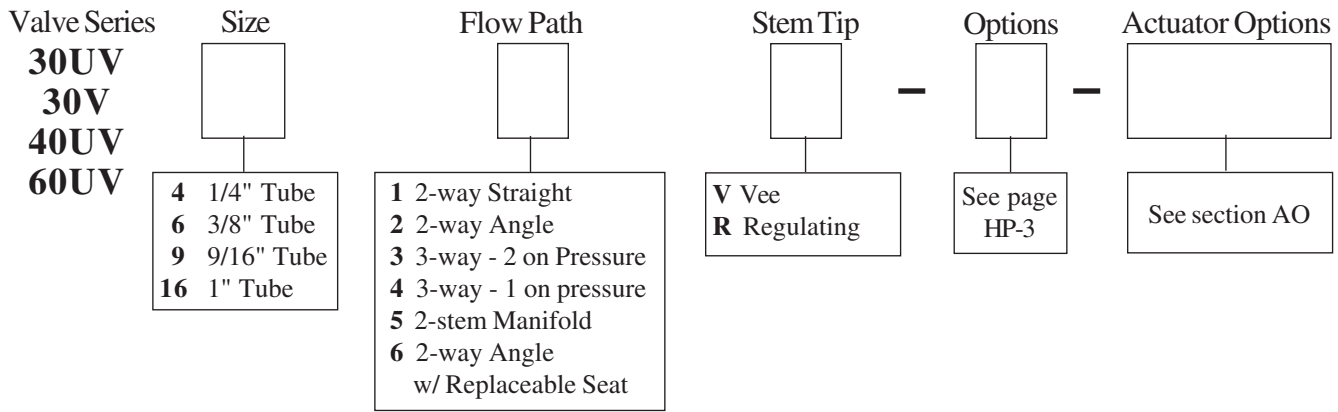 Valve Series Size Flow Path Stem Tip Options Actuator Options
30UV
30V
40UV
60UV
4 1/4" Tube
6 3/8" Tube
9 9/16" Tube
16 1" Tube
1 2-way Straight
2 2-way Angle
3 3-way - 2 on Pressure
4 3-way - 1 on pressure
5 2-stem Manifold
6 2-way Angle
w/ Replaceable Seat
V Vee
R Regulating
–
See page
HP-3
–
See section AO